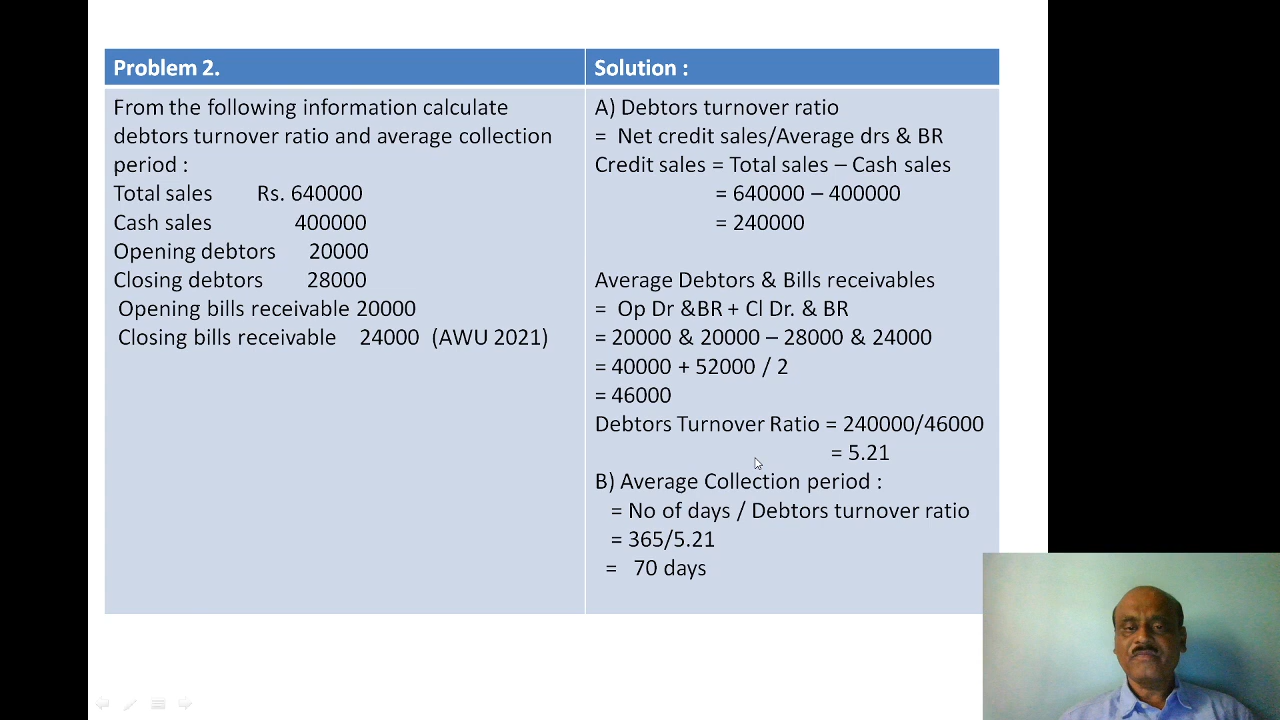 Problem 2.
From the following information calculate
debtors turnover ratio and average collection
period :
Total sales Rs. 640000
Cash sales 400000
Opening debtors 20000
Closing debtors 28000
Opening bills receivable 20000
Closing bills receivable 24000 (AWU 2021)
Solution :
A) Debtors turnover ratio
= Net credit sales/Average drs & BR
Credit sales = Total sales – Cash sales
= 640000 – 400000
= 240000
Average Debtors & Bills receivables
= Op Dr &BR + Cl Dr. & BR
= 20000 & 20000 – 28000 & 24000
= 40000 + 52000 / 2
= 46000
Debtors Turnover Ratio = 240000/46000
= 5.21
B) Average Collection period :
= No of days / Debtors turnover ratio
= 365/5.21
= 70 days